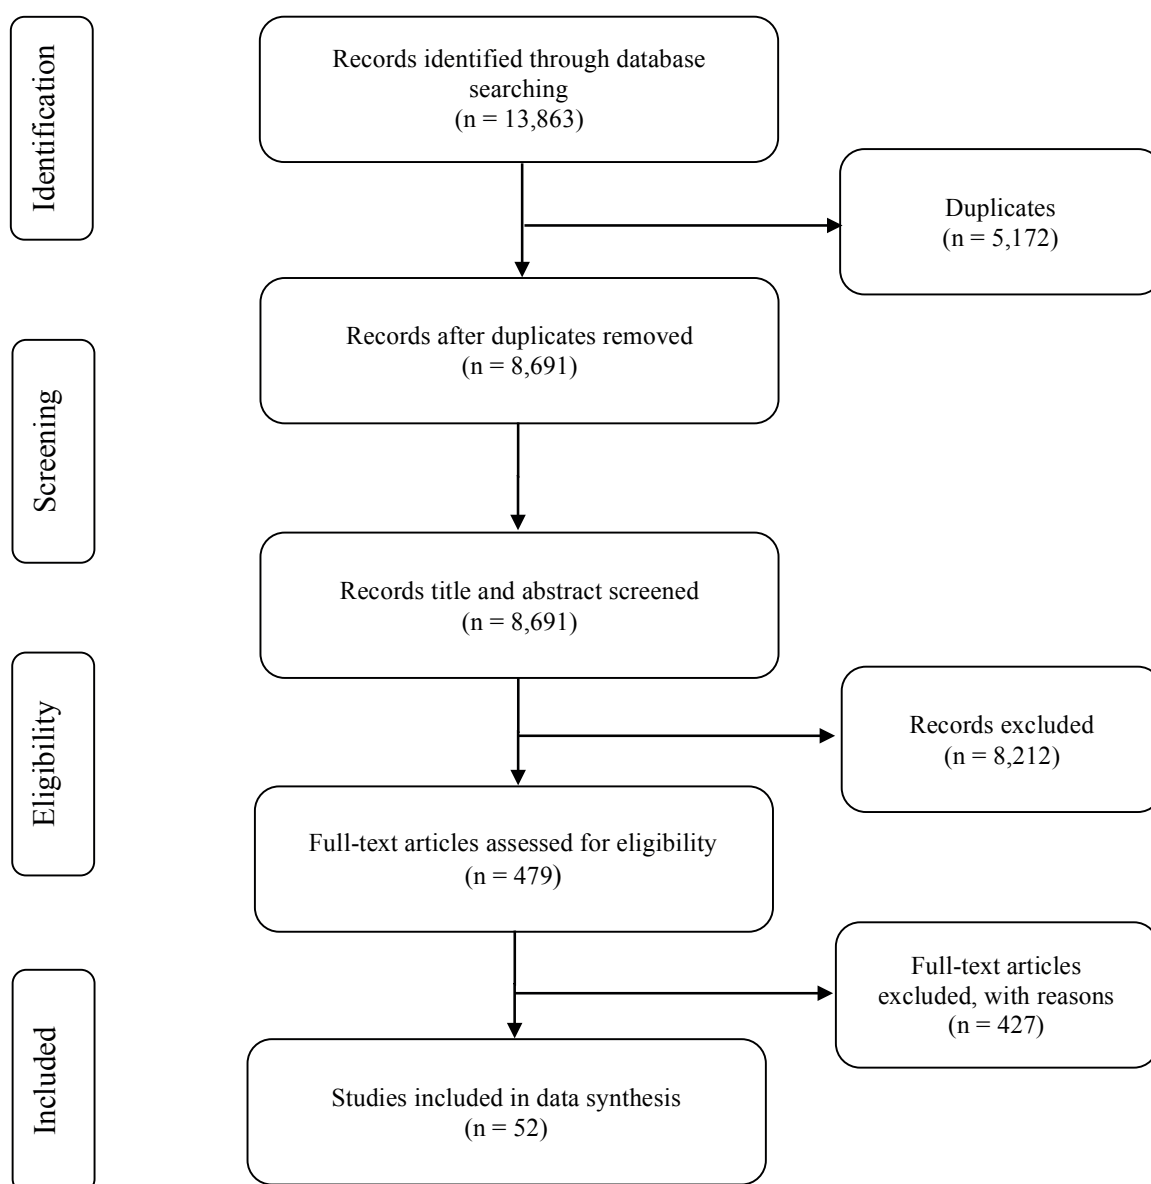 Identification
Records identified through database
searching
(n = 13,863)
Duplicates
(n = 5,172)
Records after duplicates removed
(n = 8,691)
Screening
Records title and abstract screened
(n = 8,691)
Eligibility
Records excluded
(n = 8,212)
Full-text articles assessed for eligibility
(n = 479)
Full-text articles
excluded, with reasons
(n = 427)
Included
Studies included in data synthesis
(n = 52)